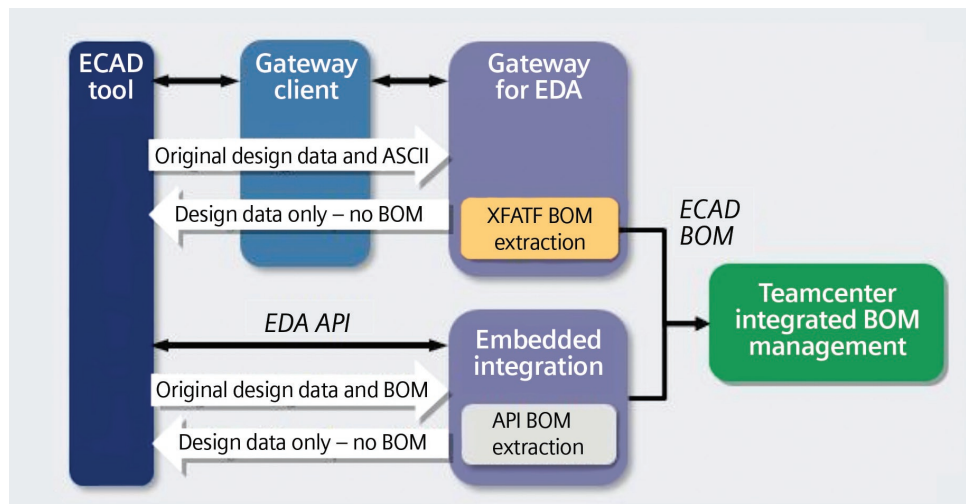 ECAD
tool
Gateway
client
Gateway
for EDA
Original design data and ASCII
Design data only – no BOM
XFATF BOM
extraction
ECAD
BOM
Teamcenter
integrated BOM
management
EDA API
Embedded
integration
Original design data and BOM
Design data only – no BOM
API BOM
extraction